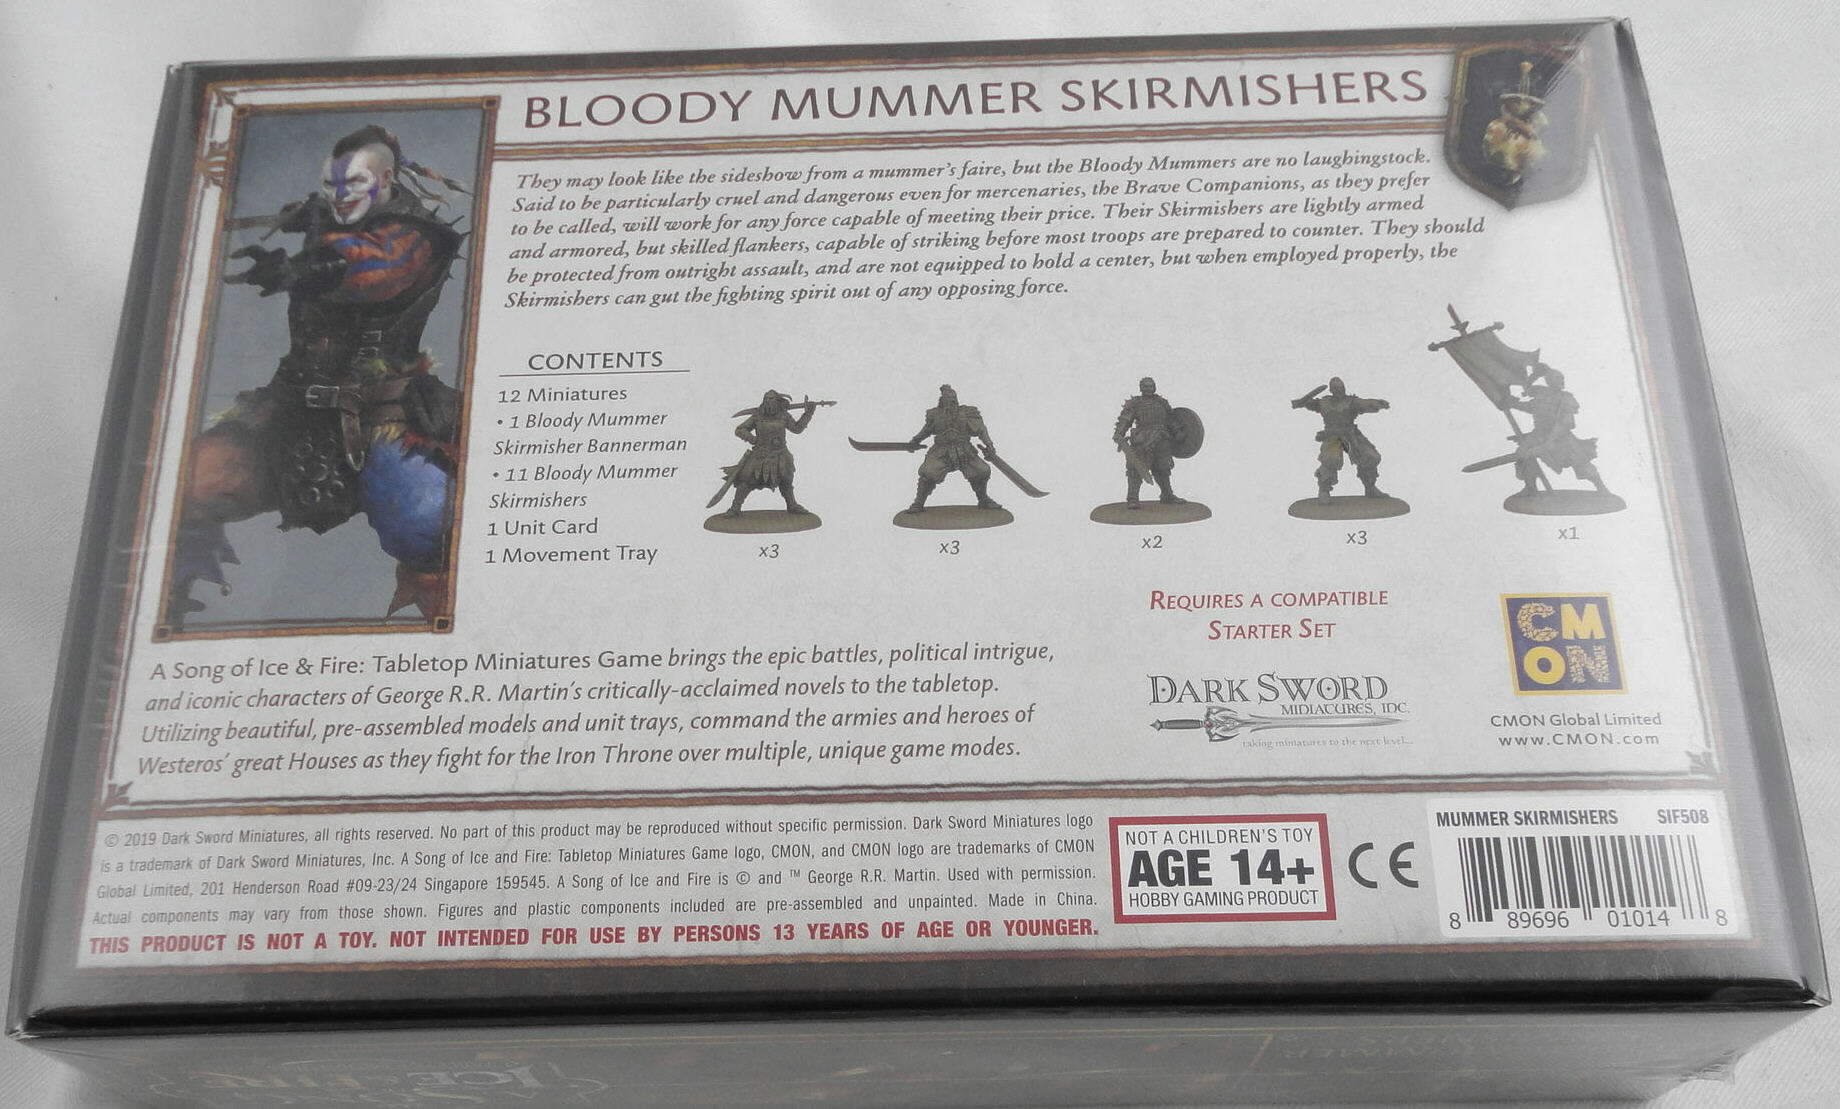 BLOODY MUMMER SKIRMISHERS
They may look like the sideshow from a mummer's faire, but the Bloody Mummers are no laughingstock.
Said to be particularly cruel and dangerous even for mercenaries, the Brave Companions, as they prefer
to be called, will work for any force capable of meeting their price. Their Skirmishers are lightly armed
and armored, but skilled flankers, capable of striking before most troops are prepared to counter. They should
be protected from outright assault, and are not equipped to hold a center, but when employed properly, the
Skirmishers can gut the fighting spirit out of any opposing force.
CONTENTS
12 Miniatures
• 1 Bloody Mummer
Skirmisher Bannerman
• 11 Bloody Mummer
Skirmishers
1 Unit Card
1 Movement Tray
x3
x3
x2
x3
x1
A Song of Ice & Fire: Tabletop Miniatures Game brings the epic battles, political intrigue,
and iconic characters of George R.R. Martin's critically-acclaimed novels to the tabletop.
Utilizing beautiful, pre-assembled models and unit trays, command the armies and heroes of
Westeros' great Houses as they fight for the Iron Throne over multiple, unique game modes.
REQUIRES A COMPATIBLE
STARTER SET
DARK SWORD
MINIATURES, INC.
taking miniatures to the next level...
CMON
CMON Global Limited
www.CMON.com
© 2019 Dark Sword Miniatures, all rights reserved. No part of this product may be reproduced without specific permission. Dark Sword Miniatures logo
is a trademark of Dark Sword Miniatures, Inc. A Song of Ice and Fire: Tabletop Miniatures Game logo, CMON, and CMON logo are trademarks of CMON
Global Limited, 201 Henderson Road #09-23/24 Singapore 159545. A Song of Ice and Fire is © and ™ George R.R. Martin. Used with permission.
Actual components may vary from those shown. Figures and plastic components included are pre-assembled and unpainted. Made in China.
THIS PRODUCT IS NOT A TOY. NOT INTENDED FOR USE BY PERSONS 13 YEARS OF AGE OR YOUNGER.
NOT A CHILDREN'S TOY
AGE 14+
HOBBY GAMING PRODUCT
CE
MUMMER SKIRMISHERS SIF508
8 89696 01014 8
ICE & FIRE